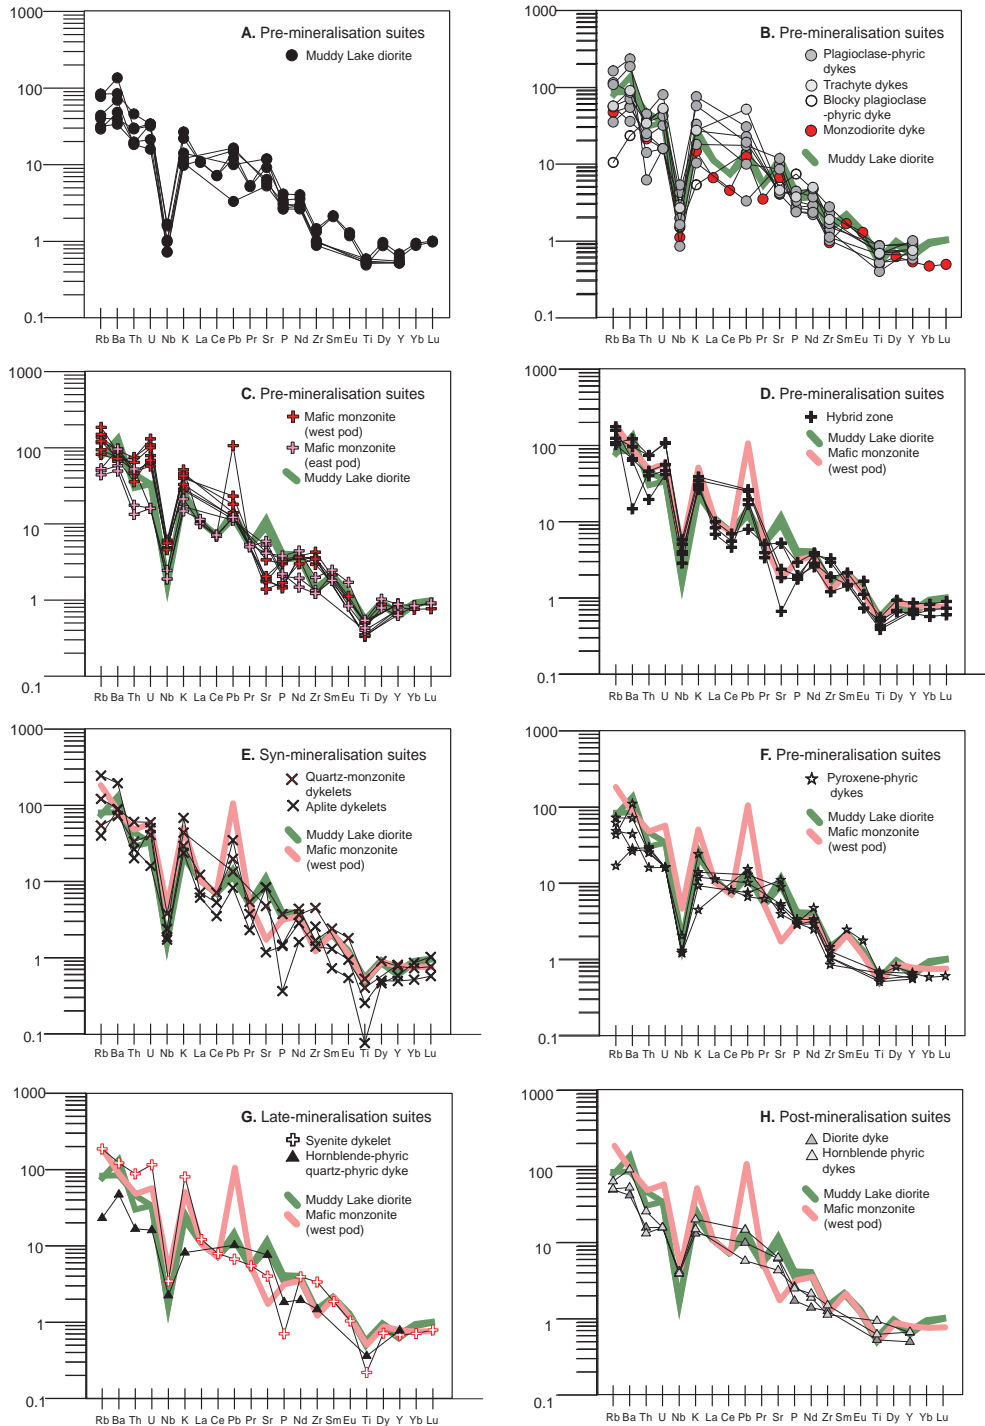 A. Pre-mineralisation suites
Muddy Lake diorite
1000
100
10
1
0.1
Rb Ba Th U Nb K La Ce Pb Pr Sr P Nd Zr Sm Eu Ti Dy Y Yb Lu
B. Pre-mineralisation suites
Plagioclase-phyric
dykes
Trachyte dykes
Blocky plagioclase
-phyric dyke
Monzodiorite dyke
Muddy Lake diorite
1000
100
10
1
0.1
Rb Ba Th U Nb K La Ce Pb Pr Sr P Nd Zr Sm Eu Ti Dy Y Yb Lu
C. Pre-mineralisation suites
Mafic monzonite
(west pod)
Mafic monzonite
(east pod)
Muddy Lake diorite
1000
100
10
1
0.1
Rb Ba Th U Nb K La Ce Pb Pr Sr P Nd Zr Sm Eu Ti Dy Y Yb Lu
D. Pre-mineralisation suites
Hybrid zone
Muddy Lake diorite
Mafic monzonite
(west pod)
1000
100
10
1
0.1
Rb Ba Th U Nb K La Ce Pb Pr Sr P Nd Zr Sm Eu Ti Dy Y Yb Lu
E. Syn-mineralisation suites
Quartz-monzonite
dykelets
Aplite dykelets
Muddy Lake diorite
Mafic monzonite
(west pod)
1000
100
10
1
0.1
Rb Ba Th U Nb K La Ce Pb Pr Sr P Nd Zr Sm Eu Ti Dy Y Yb Lu
F. Pre-mineralisation suites
Pyroxene-phyric
dykes
Muddy Lake diorite
Mafic monzonite
(west pod)
1000
100
10
1
0.1
Rb Ba Th U Nb K La Ce Pb Pr Sr P Nd Zr Sm Eu Ti Dy Y Yb Lu
G. Late-mineralisation suites
Syenite dykelet
Hornblende-phyric
quartz-phyric dyke
Muddy Lake diorite
Mafic monzonite
(west pod)
1000
100
10
1
0.1
Rb Ba Th U Nb K La Ce Pb Pr Sr P Nd Zr Sm Eu Ti Dy Y Yb Lu
H. Post-mineralisation suites
Diorite dyke
Hornblende phyric
dykes
Muddy Lake diorite
Mafic monzonite
(west pod)
1000
100
10
1
0.1
Rb Ba Th U Nb K La Ce Pb Pr Sr P Nd Zr Sm Eu Ti Dy Y Yb Lu